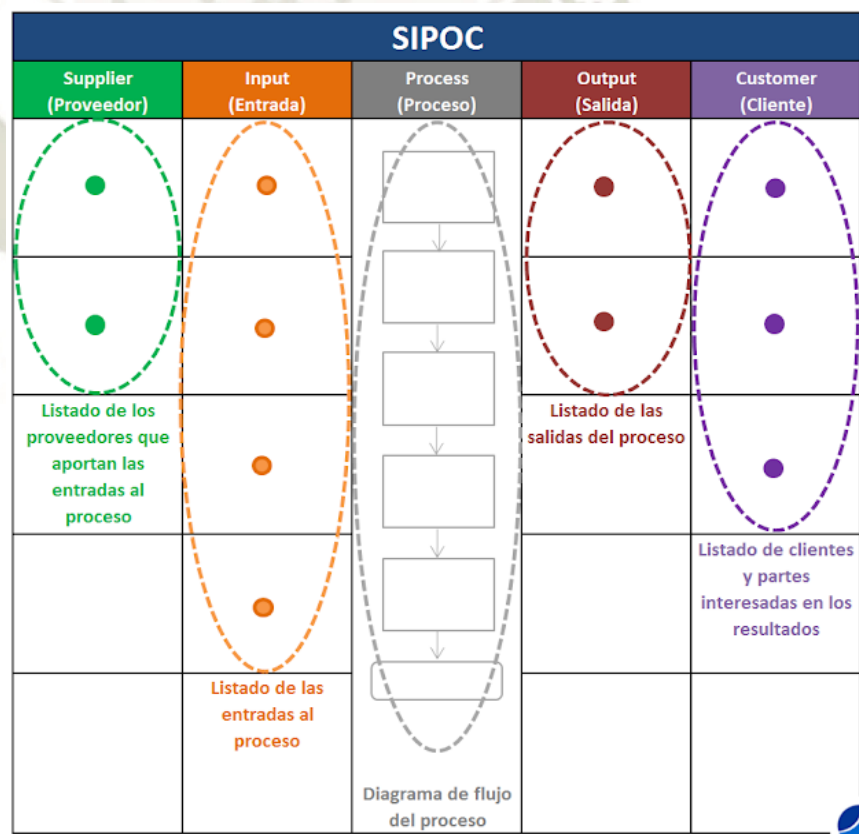 SIPOC
Supplier
(Proveedor)
Input
(Entrada)
Process
(Proceso)
Output
(Salida)
Customer
(Cliente)
Listado de los
proveedores que
aportan las
entradas al
proceso
Listado de las
salidas del proceso
Listado de clientes
y partes
interesadas en los
resultados
Listado de las
entradas al
proceso
Diagrama de flujo
del proceso